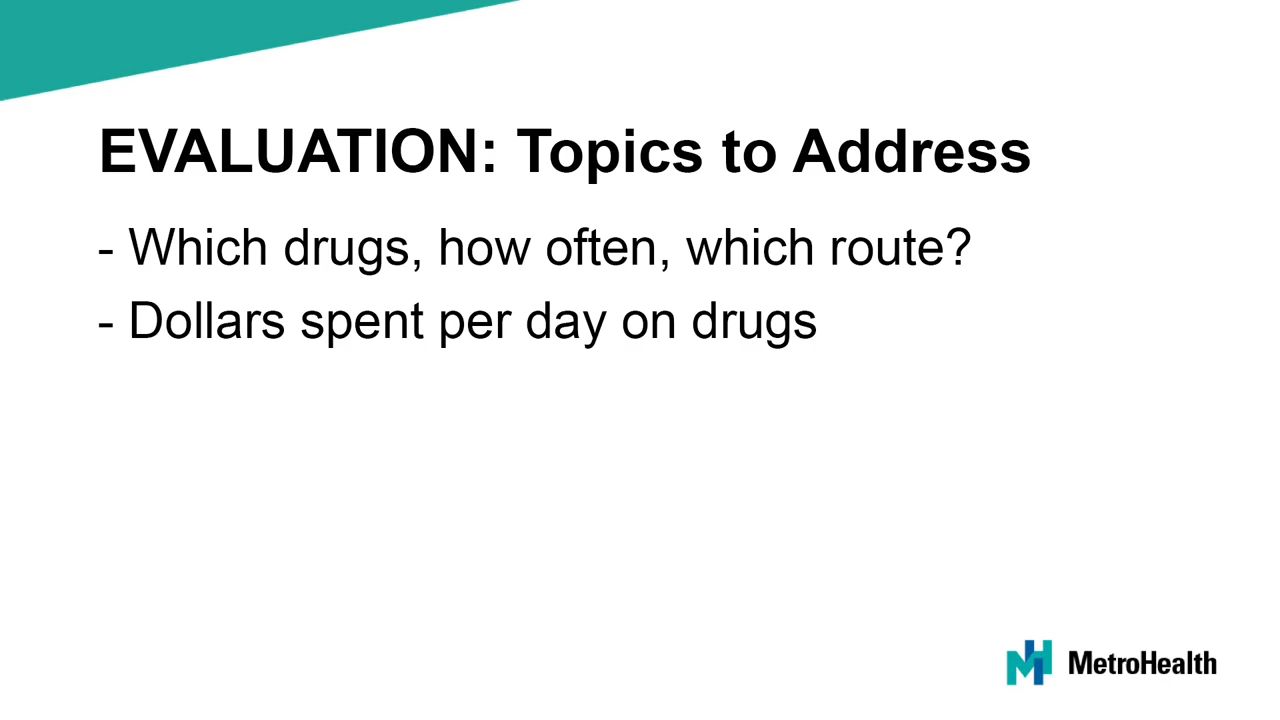 EVALUATION: Topics to Address
- Which drugs, how often, which route?
- Dollars spent per day on drugs
MetroHealth